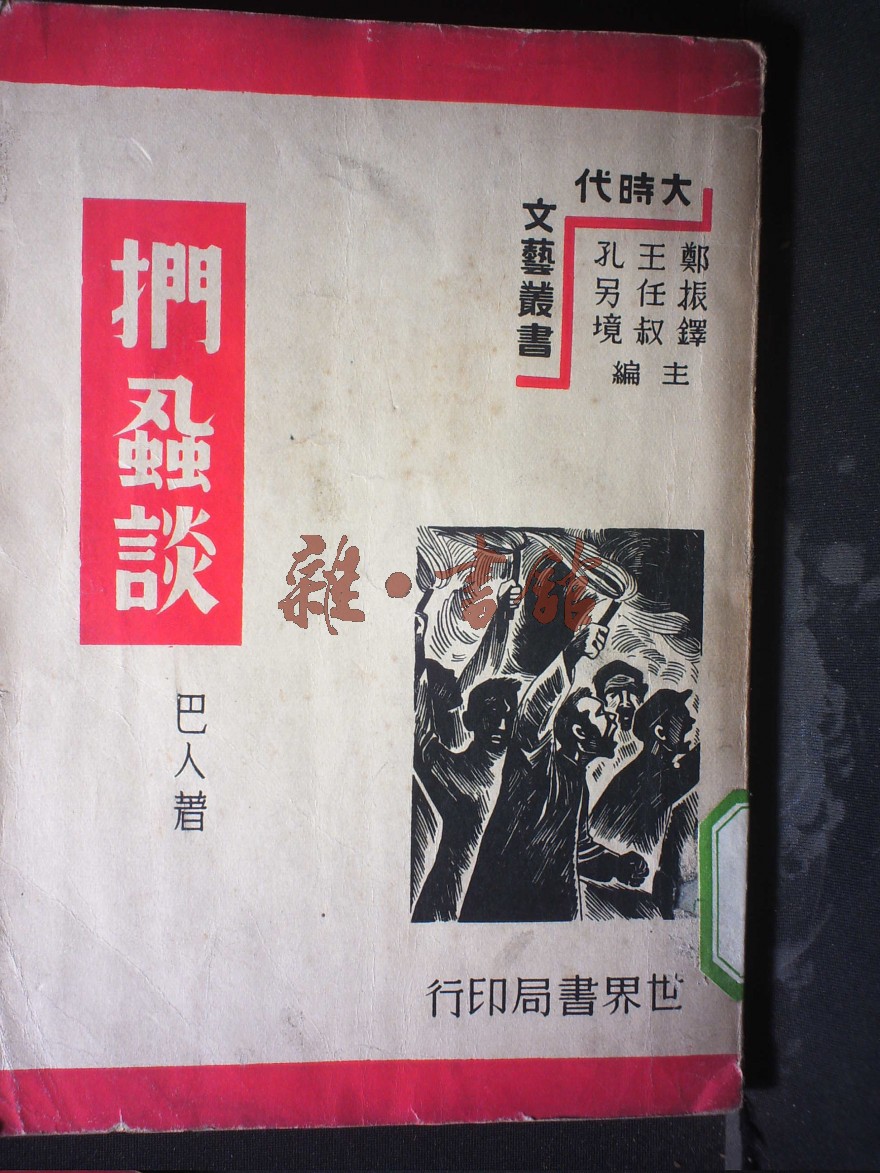 大時代
文藝叢書
鄭振鐸
王任叔
孔另境
主編
捫蝨談
巴人著
世界書局印行
雜·書館